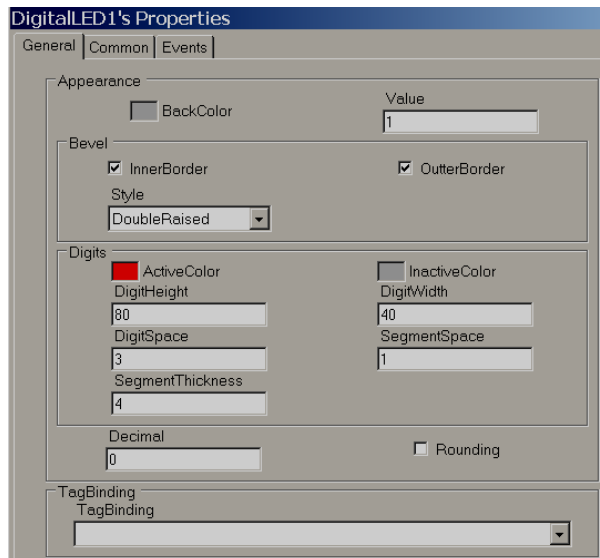 DigitalLED1's Properties
General Common Events
Appearance
BackColor
Value
1
Bevel
InnerBorder OutterBorder
Style
DoubleRaised
Digits
ActiveColor InactiveColor
DigitHeight DigitWidth
80 40
DigitSpace SegmentSpace
3 1
SegmentThickness
4
Decimal
0
Rounding
TagBinding
TagBinding